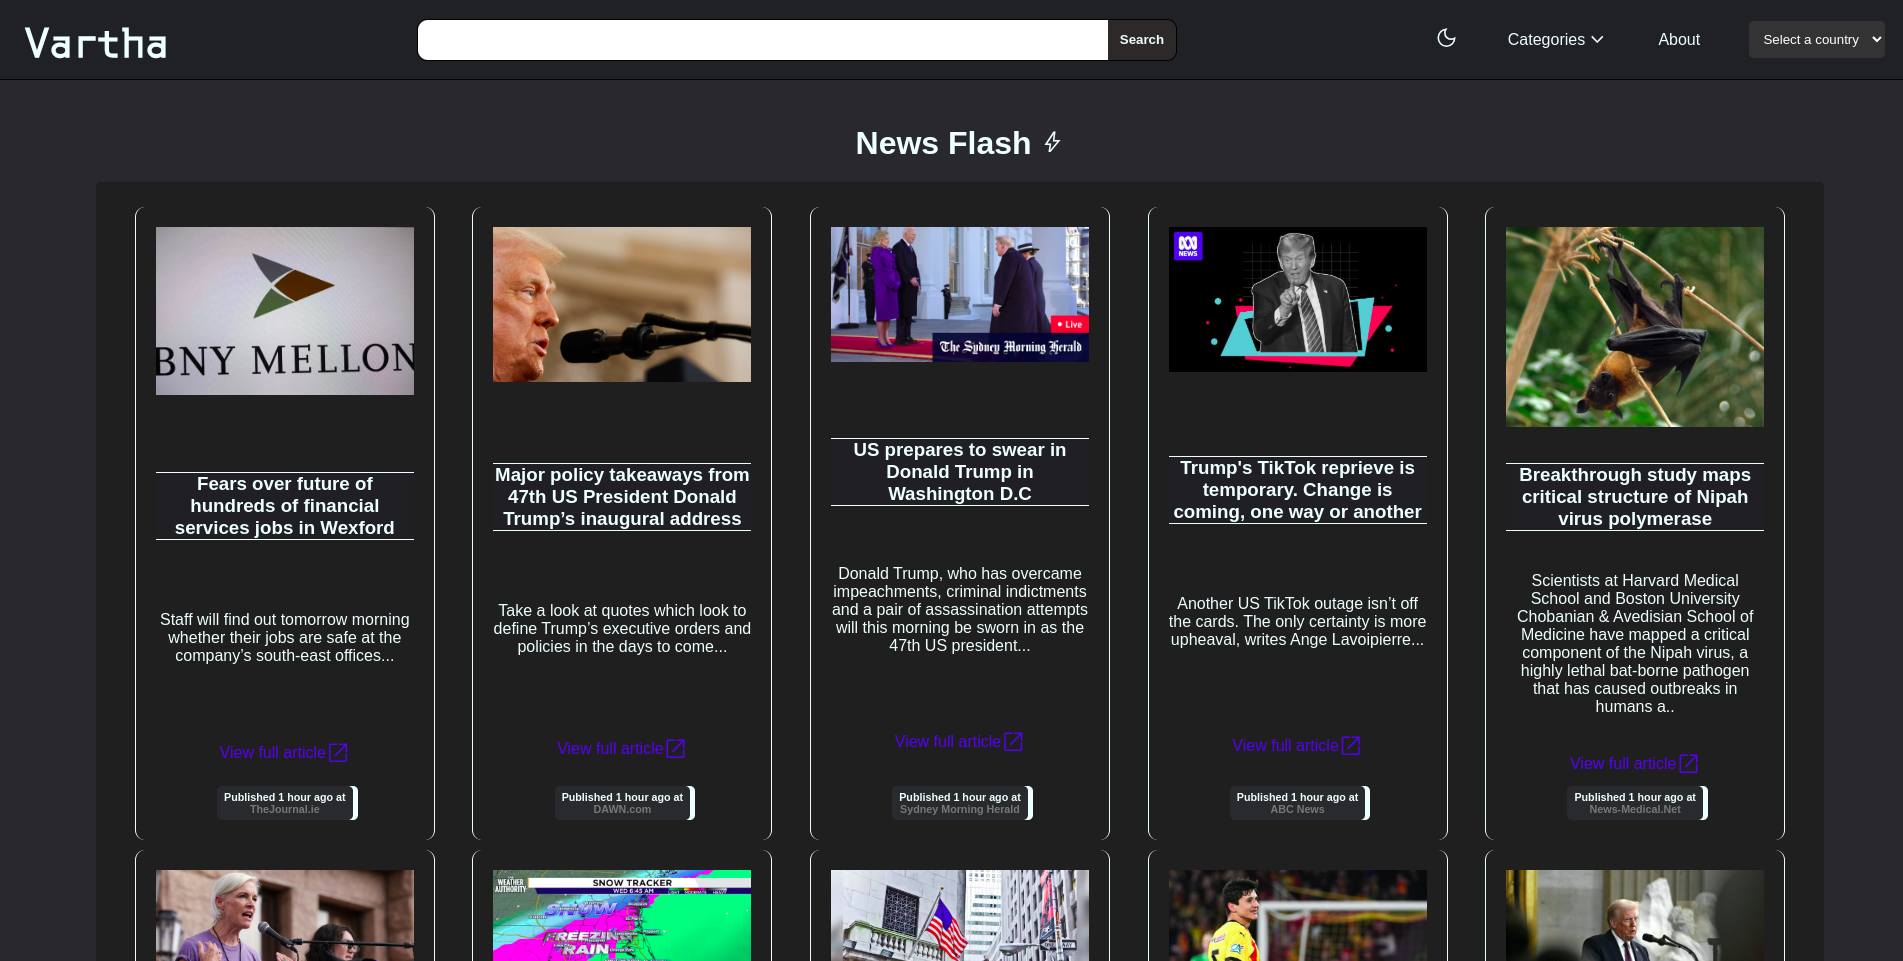 Vartha
Search
Categories
About
Select a country
News Flash
BNY MELLON
Fears over future of
hundreds of financial
services jobs in Wexford
Staff will find out tomorrow morning
whether their jobs are safe at the
company’s south-east offices...
View full article
Published 1 hour ago at
TheJournal.ie
Major policy takeaways from
47th US President Donald
Trump’s inaugural address
Take a look at quotes which look to
define Trump’s executive orders and
policies in the days to come...
View full article
Published 1 hour ago at
DAWN.com
Live
The Sydney Morning Herald
US prepares to swear in
Donald Trump in
Washington D.C
Donald Trump, who has overcame
impeachments, criminal indictments
and a pair of assassination attempts
will this morning be sworn in as the
47th US president...
View full article
Published 1 hour ago at
Sydney Morning Herald
NEWS
Trump's TikTok reprieve is
temporary. Change is
coming, one way or another
Another US TikTok outage isn’t off
the cards. The only certainty is more
upheaval, writes Ange Lavoipierre...
View full article
Published 1 hour ago at
ABC News
Breakthrough study maps
critical structure of Nipah
virus polymerase
Scientists at Harvard Medical
School and Boston University
Chobanian & Avedisian School of
Medicine have mapped a critical
component of the Nipah virus, a
highly lethal bat-borne pathogen
that has caused outbreaks in
humans a..
View full article
Published 1 hour ago at
News-Medical.Net
WEATHER
AUTHORITY
SNOW TRACKER
WED 6:45 AM
SNOW
FREEZING
RAIN